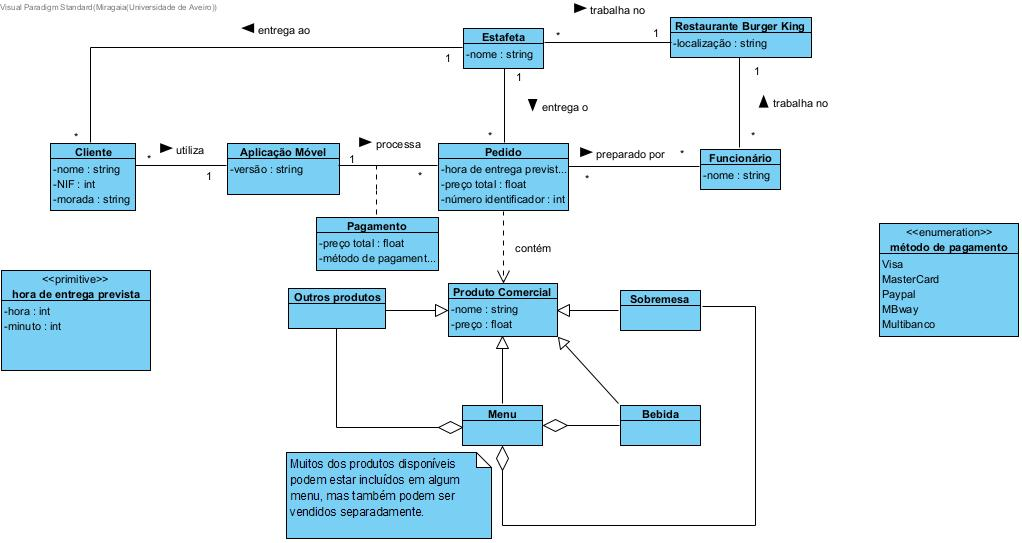 Visual Paradigm Standard(Miragaia(Universidade de Aveiro))
entrega ao
trabalha no
Estafeta
-nome : string
1
*
1
Restaurante Burger King
-localização : string
1
1
entrega o
trabalha no
*
*
*
Cliente
-nome : string
-NIF : int
-morada : string
*
utiliza
1
Aplicação Móvel
-versão : string
1
processa
*
Pedido
-hora de entrega previst...
-preço total : float
-número identificador : int
preparado por
*
*
Funcionário
-nome : string
Pagamento
-preço total : float
-método de pagament...
contém
<<enumeration>>
método de pagamento
Visa
MasterCard
Paypal
MBway
Multibanco
<<primitive>>
hora de entrega prevista
-hora : int
-minuto : int
Outros produtos
Produto Comercial
-nome : string
-preço : float
Sobremesa
Menu
Bebida
Muitos dos produtos disponíveis
podem estar incluídos em algum
menu, mas também podem ser
vendidos separadamente.